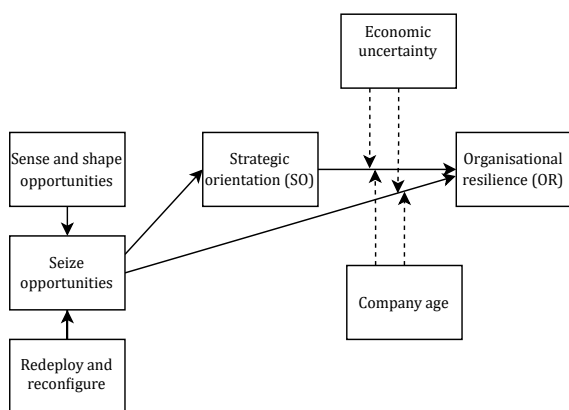 Economic
uncertainty
Sense and shape
opportunities
Strategic
orientation (SO)
Organisational
resilience (OR)
Seize
opportunities
Company age
Redeploy and
reconfigure